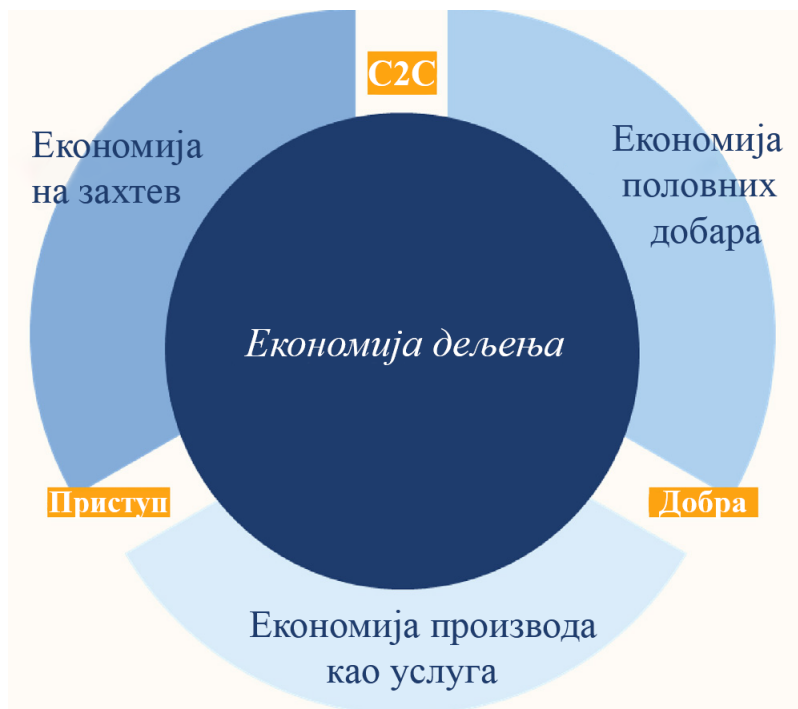 C2C
Економија
на захтев
Економија
половних
добара
Економија дељења
Приступ
Добра
Економија производа
као услуга